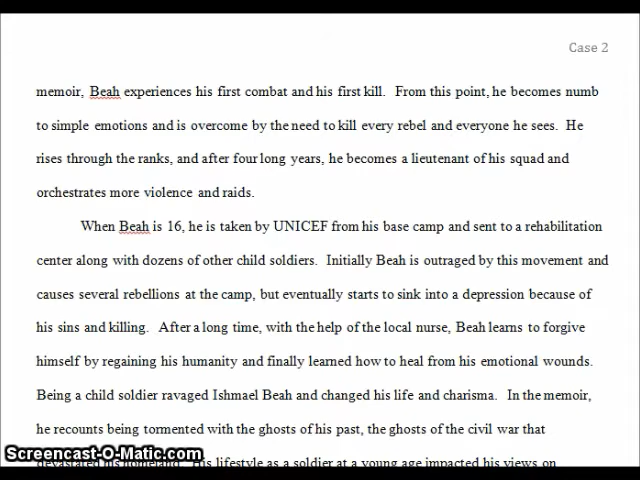 Case 2
memoir, Beah experiences his first combat and his first kill. From this point, he becomes numb
to simple emotions and is overcome by the need to kill every rebel and everyone he sees. He
rises through the ranks, and after four long years, he becomes a lieutenant of his squad and
orchestrates more violence and raids.
When Beah is 16, he is taken by UNICEF from his base camp and sent to a rehabilitation
center along with dozens of other child soldiers. Initially Beah is outraged by this movement and
causes several rebellions at the camp, but eventually starts to sink into a depression because of
his sins and killing. After a long time, with the help of the local nurse, Beah learns to forgive
himself by regaining his humanity and finally learned how to heal from his emotional wounds.
Being a child soldier ravaged Ishmael Beah and changed his life and charisma. In the memoir,
he recounts being tormented with the ghosts of his past, the ghosts of the civil war that
devastated his homeland. His lifestyle as a soldier at a young age impacted his views on
Screencast-O-Matic.com